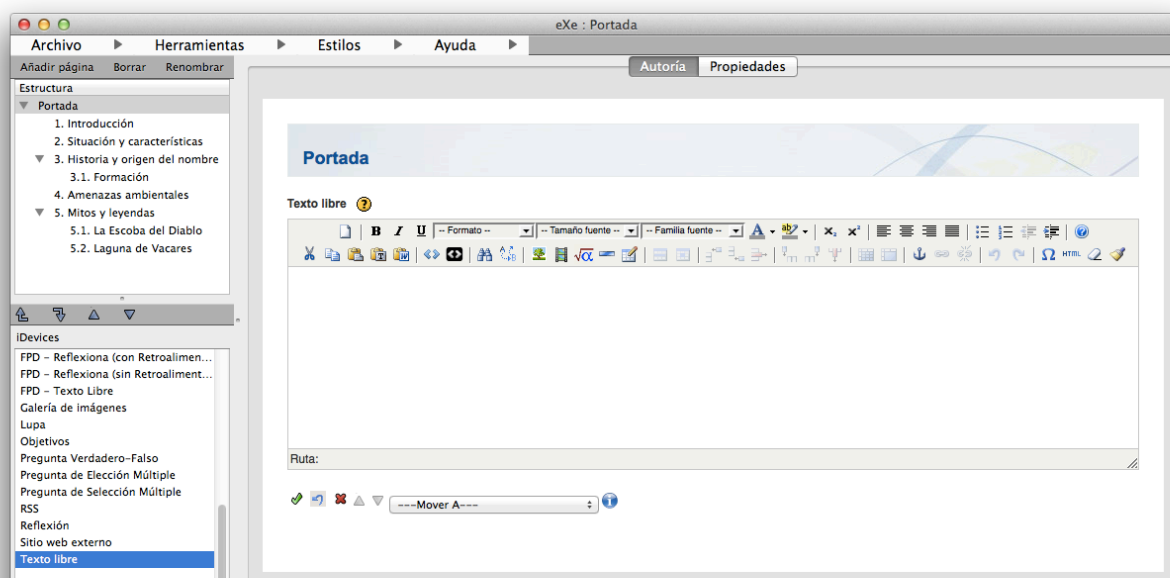 eXe : Portada
Archivo Herramientas Estilos Ayuda
Añadir página Borrar Renombrar
Estructura
Portada
1. Introducción
2. Situación y características
3. Historia y origen del nombre
3.1. Formación
4. Amenazas ambientales
5. Mitos y leyendas
5.1. La Escoba del Diablo
5.2. Laguna de Vacares
iDevices
FPD - Reflexiona (con Retroalimen...
FPD - Reflexiona (sin Retroaliment...
FPD - Texto Libre
Galería de imágenes
Lupa
Objetivos
Pregunta Verdadero-Falso
Pregunta de Elección Múltiple
Pregunta de Selección Múltiple
RSS
Reflexión
Sitio web externo
Texto libre
Autoría Propiedades
Portada
Texto libre ?
B I U -- Formato -- -- Tamaño fuente -- -- Familia fuente -- A ab
HTML
Ruta:
---Mover A---